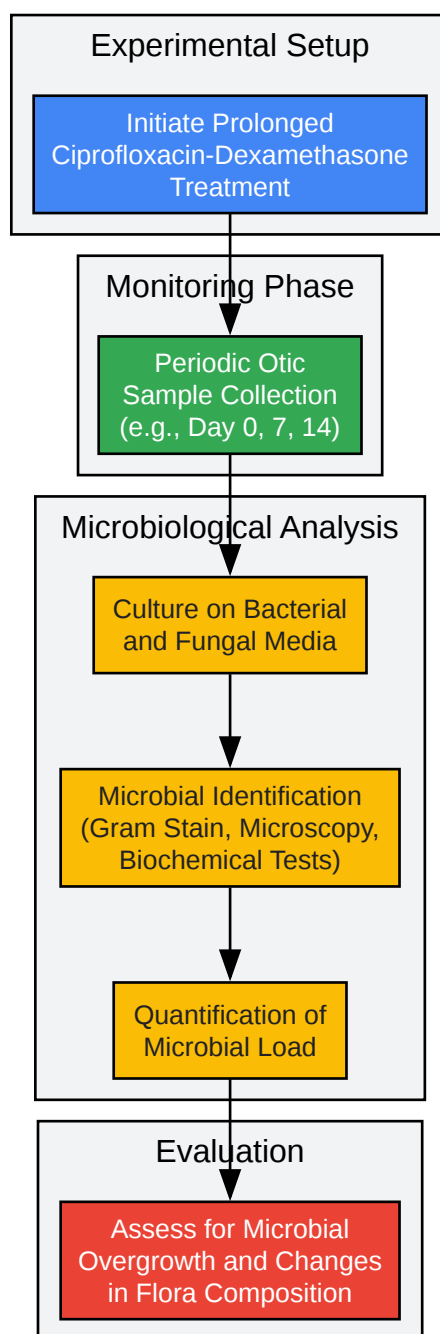 Experimental Setup
Initiate Prolonged
Ciprofloxacin-Dexamethasone
Treatment
Monitoring Phase
Periodic Otic
Sample Collection
(e.g., Day 0, 7, 14)
Microbiological Analysis
Culture on Bacterial
and Fungal Media
Microbial Identification
(Gram Stain, Microscopy,
Biochemical Tests)
Quantification of
Microbial Load
Evaluation
Assess for Microbial
Overgrowth and Changes
in Flora Composition